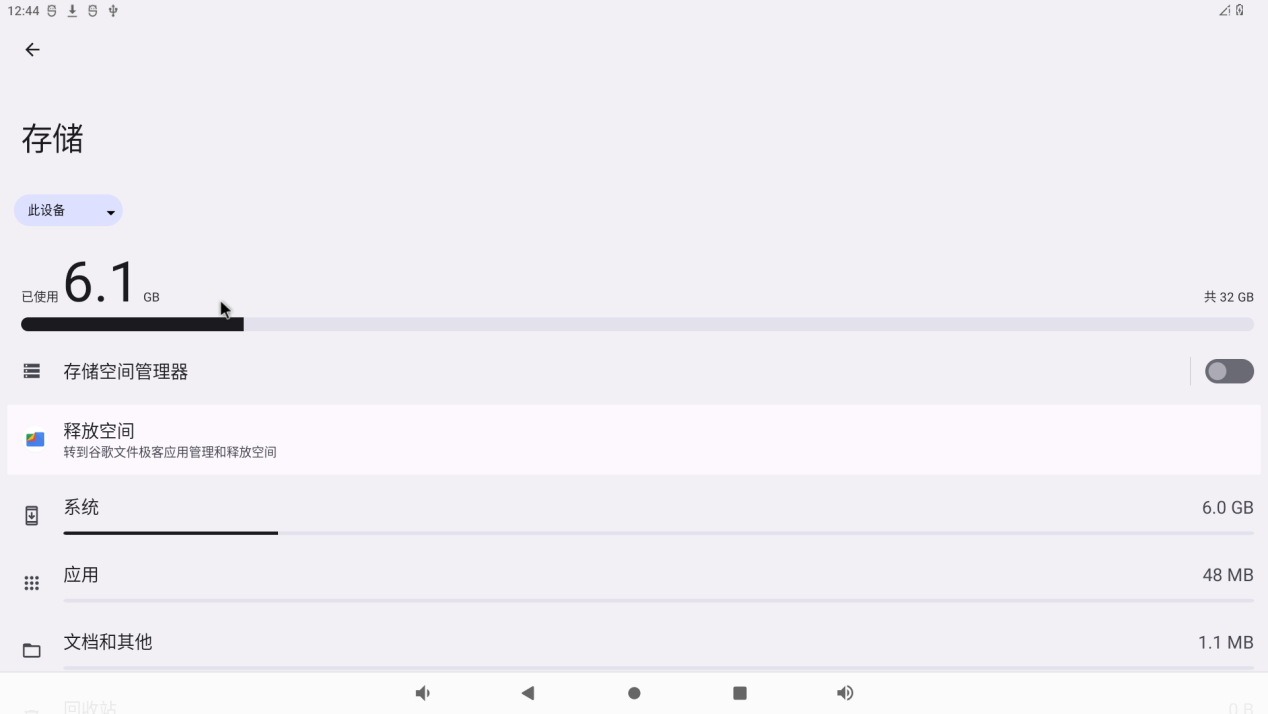 12:44
存储
此设备
已使用 6.1 GB
共 32 GB
存储空间管理器
释放空间
转到谷歌文件极客应用管理和释放空间
系统
6.0 GB
应用
48 MB
文档和其他
1.1 MB
回收站
0 B